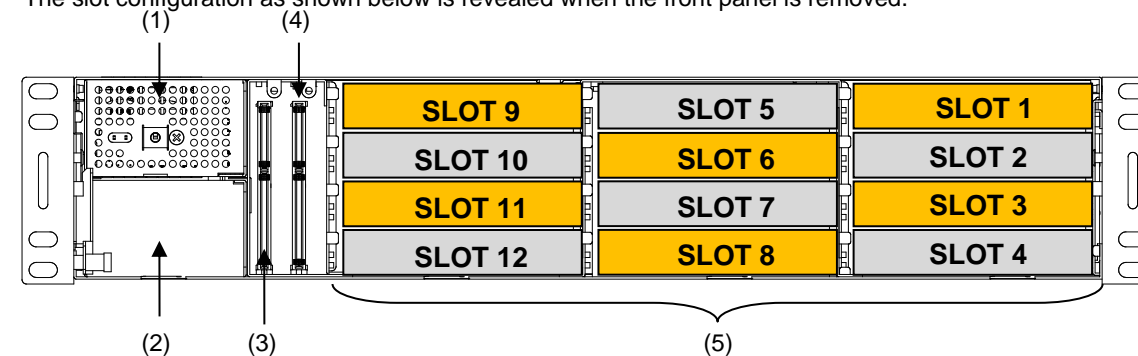 The slot configuration as shown below is revealed when the front panel is removed.
(1) (4)
SLOT 9 SLOT 5 SLOT 1
SLOT 10 SLOT 6 SLOT 2
SLOT 11 SLOT 7 SLOT 3
SLOT 12 SLOT 8 SLOT 4
(2) (3) (5)